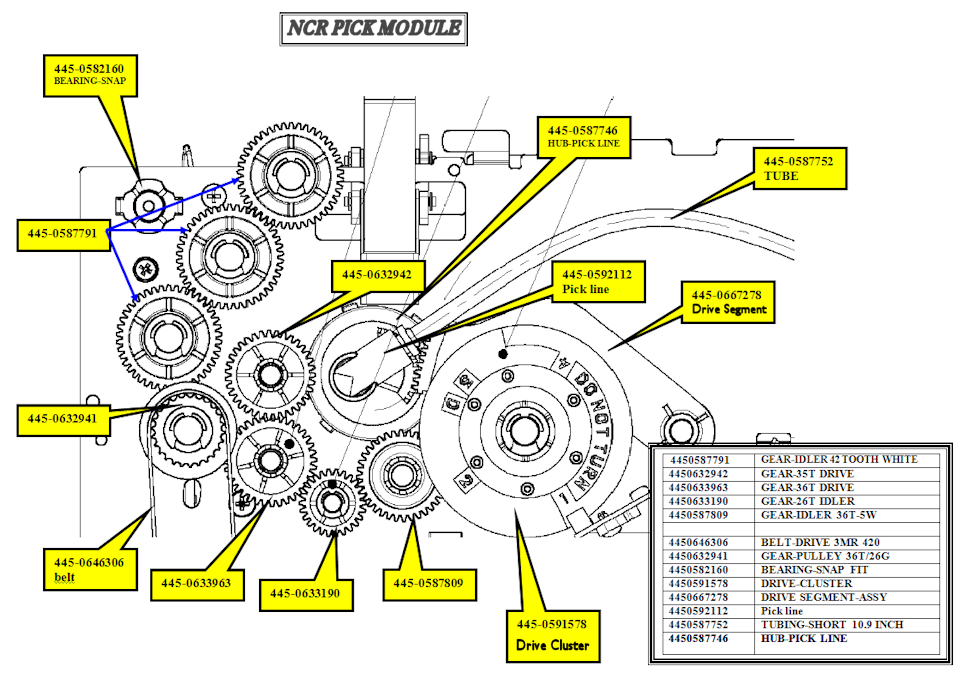 NCR PICK MODULE
445-0582160
BEARING-SNAP
445-0587746
HUB-PICK LINE
445-0587752
TUBE
445-0587791
445-0632942
445-0592112
Pick line
445-0667278
Drive Segment
4
3
D
DO NOT TURN
2
1
445-0632941
445-0646306
belt
445-0633963
445-0633190
445-0587809
445-0591578
Drive Cluster
4450587791 GEAR-IDLER 42 TOOTH WHITE
4450632942 GEAR-35T DRIVE
4450633963 GEAR-36T DRIVE
4450633190 GEAR-26T IDLER
4450587809 GEAR-IDLER 36T-5W
4450646306 BELT-DRIVE 3MR 420
4450632941 GEAR-PULLEY 36T/26G
4450582160 BEARING-SNAP FIT
4450591578 DRIVE-CLUSTER
4450667278 DRIVE SEGMENT-ASSY
4450592112 Pick line
4450587752 TUBING-SHORT 10.9 INCH
4450587746 HUB-PICK LINE